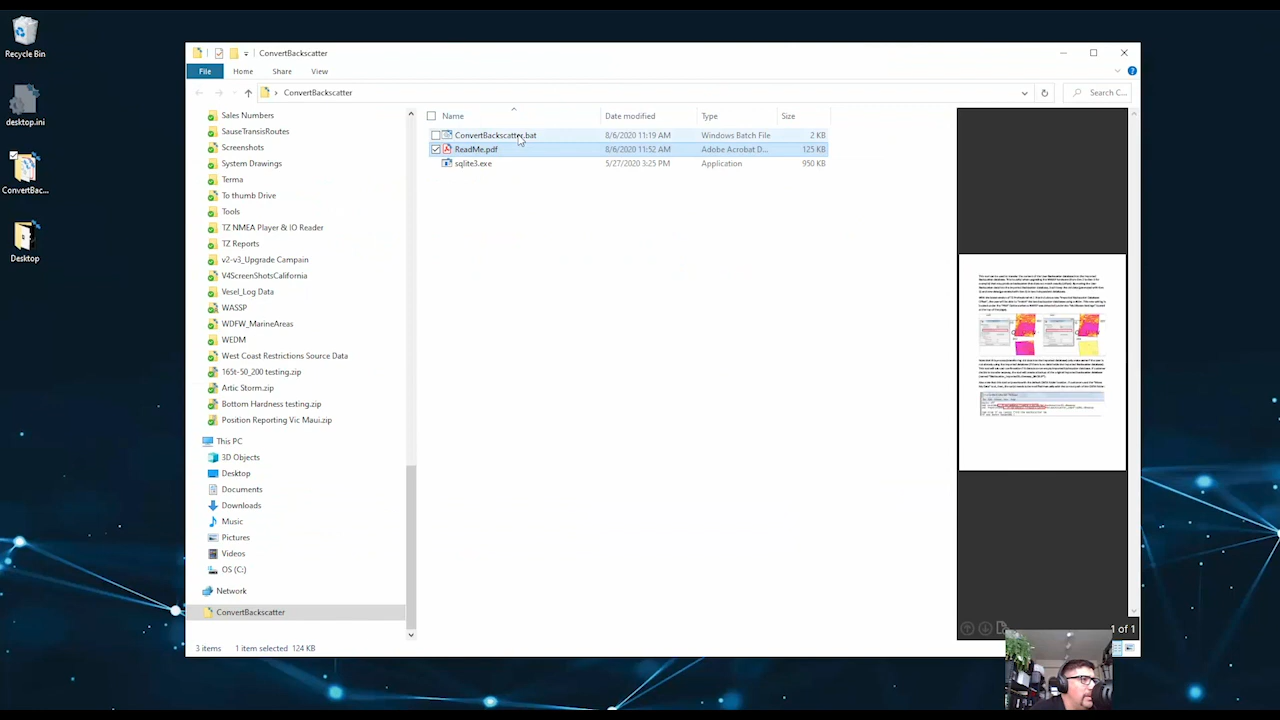 Recycle Bin
desktop.ini
ConvertBac...
Desktop
ConvertBackscatter
File
Home
Share
View
ConvertBackscatter
Search C...
Sales Numbers
SauseTransisRoutes
Screenshots
System Drawings
Terma
To thumb Drive
Tools
TZ NMEA Player & IO Reader
TZ Reports
v2-v3_Upgrade Campain
V4ScreenShotsCalifornia
Vesel_Log Data
WASSP
WDFW_MarineAreas
WEDM
West Coast Restrictions Source Data
165t-50_200 testing.zip
Artic Storm.zip
Bottom Hardness testing.zip
Position Reporting Vic Maui.zip
This PC
3D Objects
Desktop
Documents
Downloads
Music
Pictures
Videos
OS (C:)
Network
ConvertBackscatter
Name
Date modified
Type
Size
ConvertBackscatter.bat
8/6/2020 11:19 AM
Windows Batch File
2 KB
ReadMe.pdf
8/6/2020 11:52 AM
Adobe Acrobat D...
125 KB
sqlite3.exe
5/27/2020 3:25 PM
Application
950 KB
1 of 1
3 items
1 item selected 124 KB